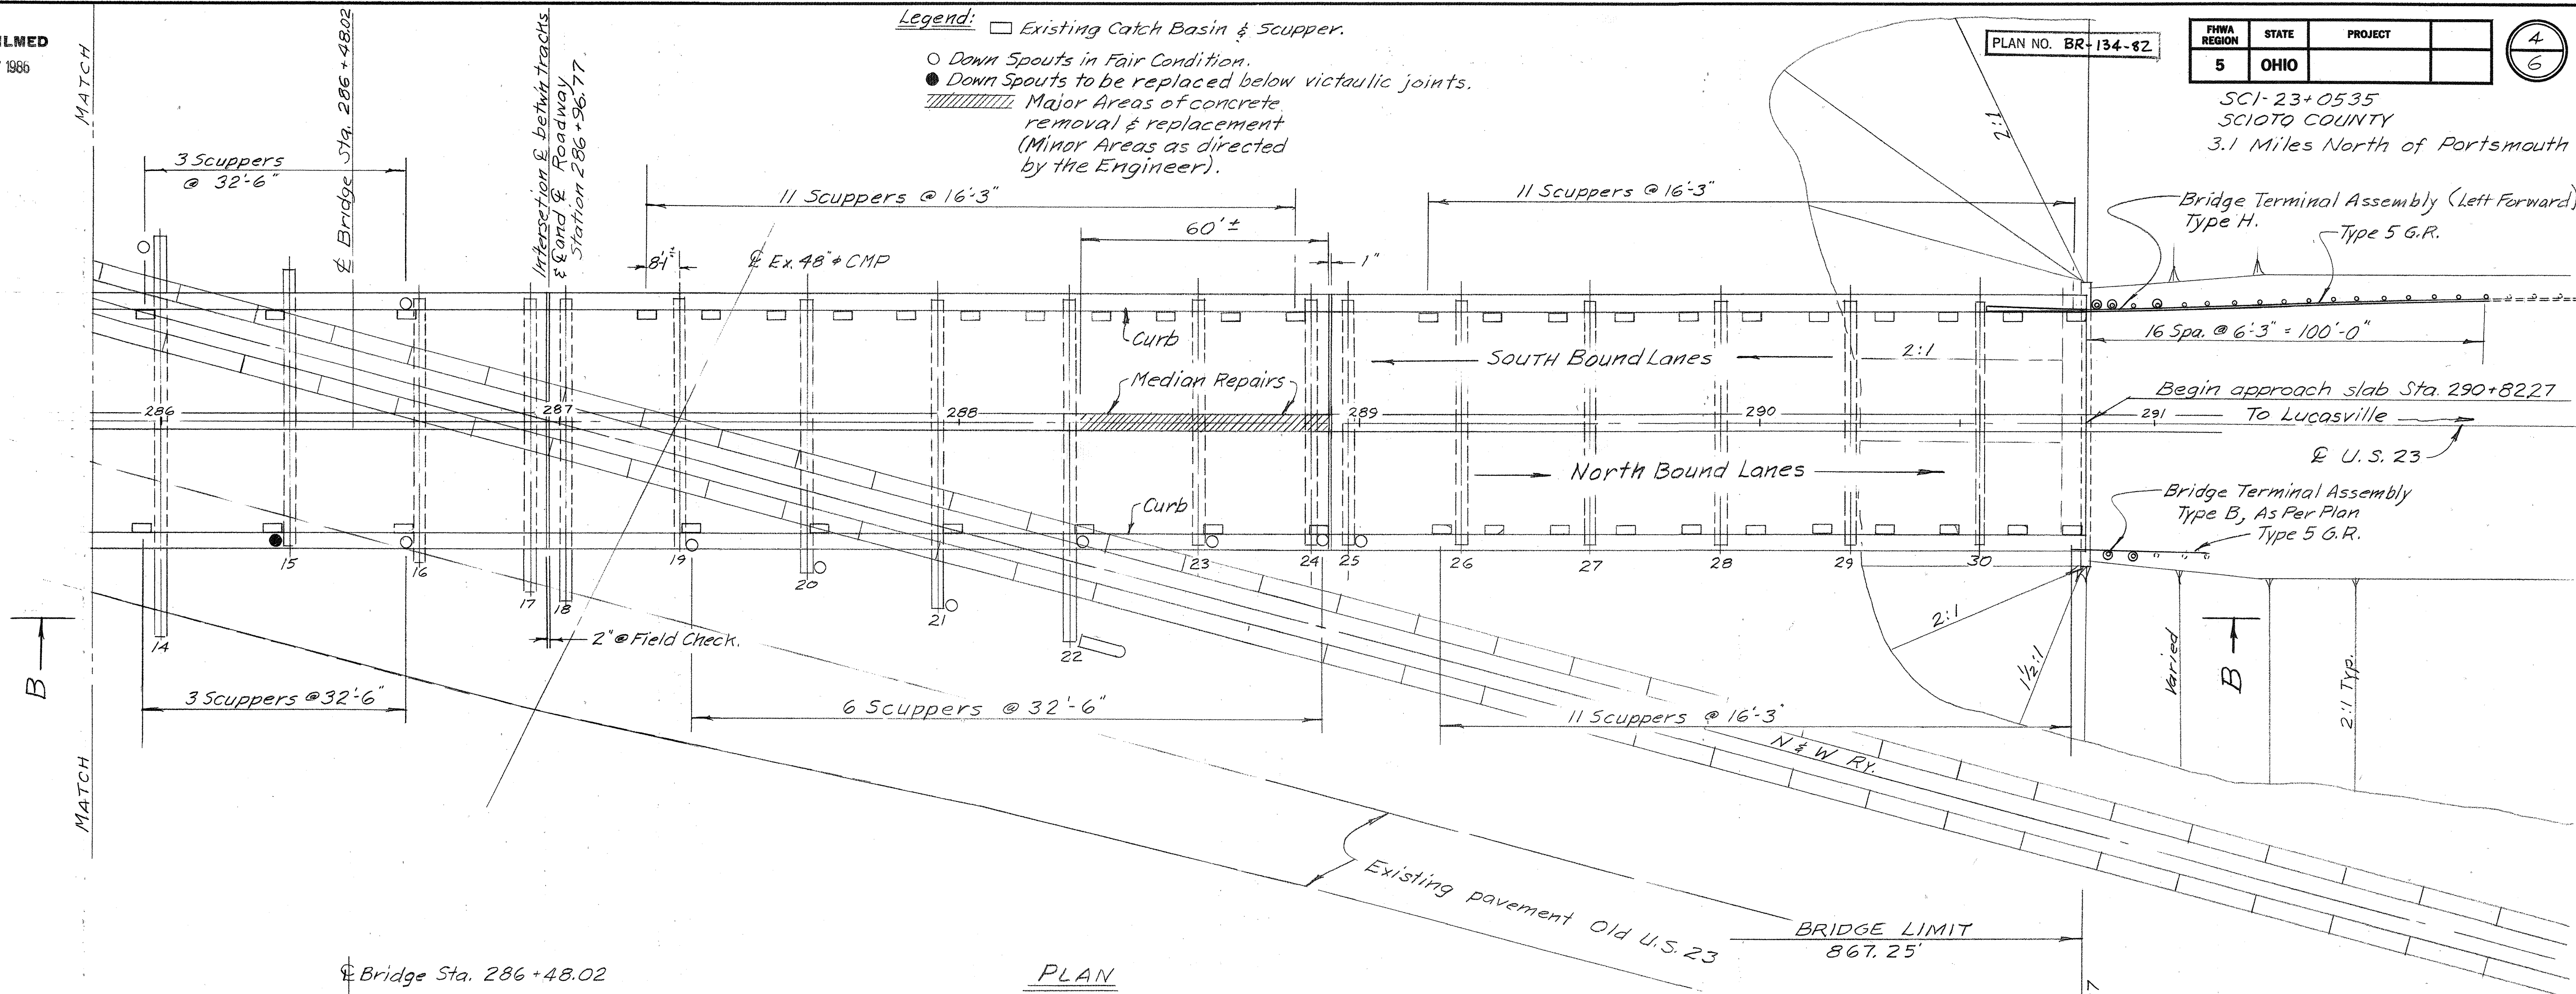 ILMED
1986
MATCH
₵ Bridge Sta. 286+48.02
Intersetion ₵ betwin tracks
& ₵ and ₵ Roadway
Station 286+96.77
Legend:
Existing Catch Basin & Scupper.
Down Spouts in Fair Condition.
Down Spouts to be replaced below victaulic joints.
Major Areas of concrete
removal & replacement
(Minor Areas as directed
by the Engineer).
PLAN NO. BR-134-82
FHWA REGION STATE PROJECT
5 OHIO
4
6
SCI-23+0535
SCIOTO COUNTY
3.1 Miles North of Portsmouth
3 Scuppers
@ 32'-6"
11 Scuppers @ 16'-3"
11 Scuppers @ 16'-3"
60'±
8'1"±
₵ Ex. 48"ϕ CMP
1"
2:1
Bridge Terminal Assembly (Left Forward)
Type H.
Type 5 G.R.
Curb
SOUTH BOUND LANES
2:1
16 Spa. @ 6'-3" = 100'-0"
Median Repairs
Begin approach slab Sta. 290+8227
286 287 288 289 290 291
To Lucasville
₵ U.S. 23
North Bound Lanes
Curb
Bridge Terminal Assembly
Type B, As Per Plan
Type 5 G.R.
14 15 16 17 18 19 20 21 22 23 24 25 26 27 28 29 30
2" @ Field Check.
2:1
1 1/2:1
Varied
2:1 Typ.
B
B
3 Scuppers @ 32'-6"
6 Scuppers @ 32'-6"
11 Scuppers @ 16'-3"
N & W RY.
MATCH
Existing pavement Old U.S. 23
BRIDGE LIMIT
867.25'
₵ Bridge Sta. 286+48.02
PLAN